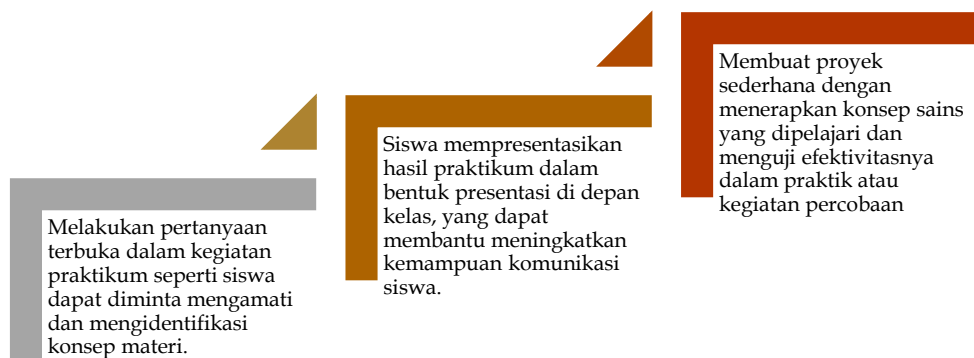 Melakukan pertanyaan
terbuka dalam kegiatan
praktikum seperti siswa
dapat diminta mengamati
dan mengidentifikasi
konsep materi.
Siswa mempresentasikan
hasil praktikum dalam
bentuk presentasi di depan
kelas, yang dapat
membantu meningkatkan
kemampuan komunikasi
siswa.
Membuat proyek
sederhana dengan
menerapkan konsep sains
yang dipelajari dan
menguji efektivitasnya
dalam praktik atau
kegiatan percobaan